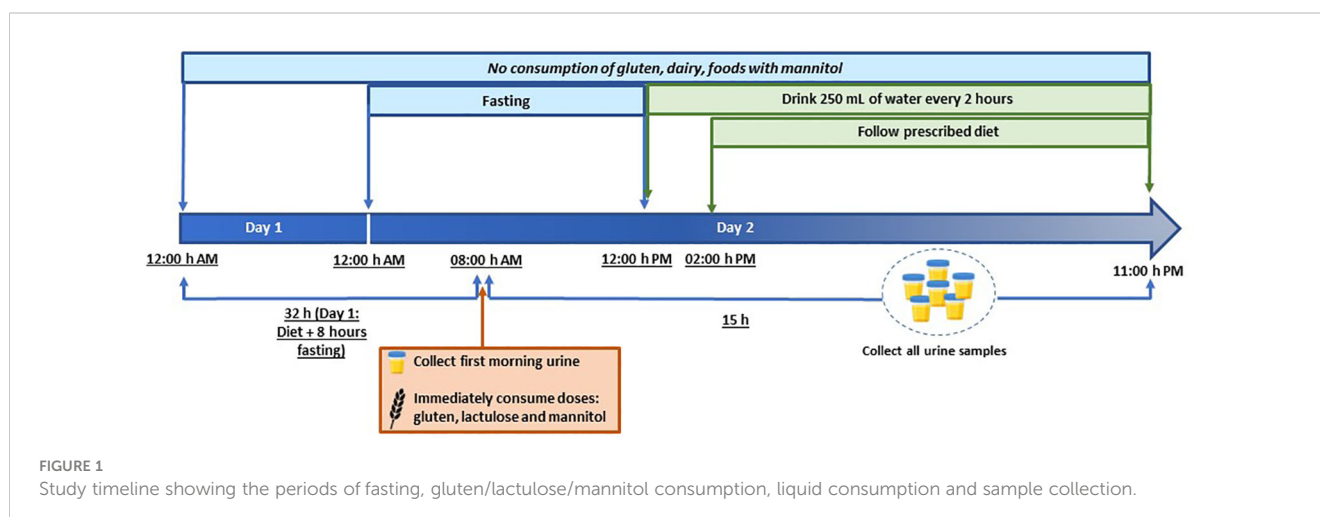 No consumption of gluten, dairy, foods with mannitol
Fasting
Drink 250 mL of water every 2 hours
Follow prescribed diet
Day 1
Day 2
12:00 h AM
12:00 h AM
08:00 h AM
12:00 h PM
02:00 h PM
11:00 h PM
32 h (Day 1:
Diet + 8 hours
fasting)
15 h
Collect all urine samples
Collect first morning urine
Immediately consume doses:
gluten, lactulose and mannitol
FIGURE 1
Study timeline showing the periods of fasting, gluten/lactulose/mannitol consumption, liquid consumption and sample collection.